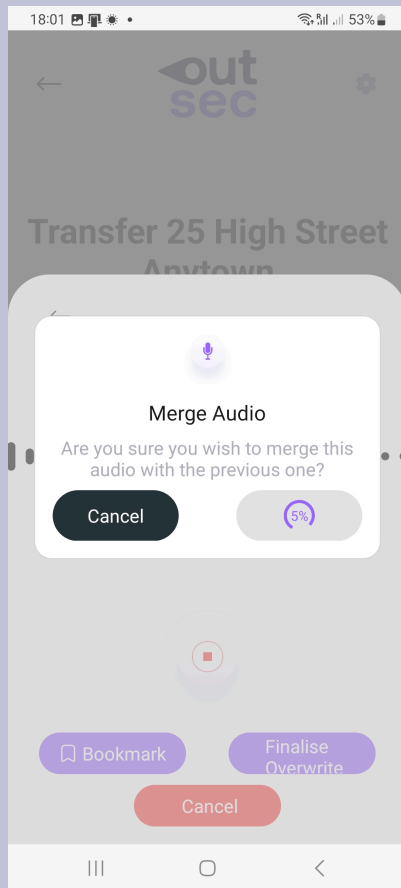 18:01 53%
out
sec
Transfer 25 High Street
Anytown
Merge Audio
Are you sure you wish to merge this
audio with the previous one?
Cancel 5%
Bookmark Finalise
Overwrite
Cancel